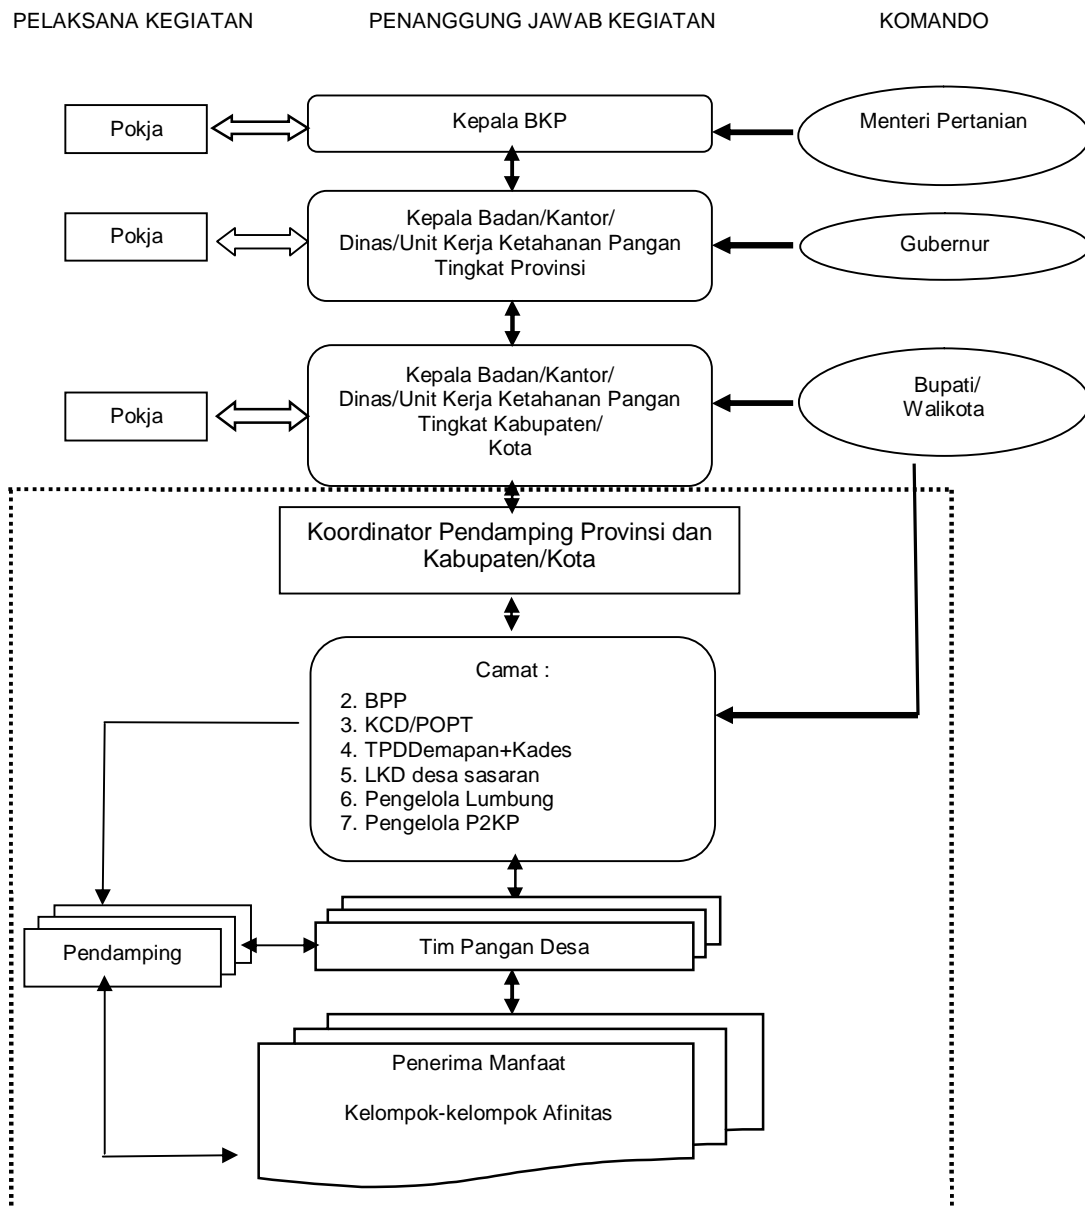 PELAKSANA KEGIATAN
PENANGGUNG JAWAB KEGIATAN
KOMANDO
Pokja
Kepala BKP
Menteri Pertanian
Pokja
Kepala Badan/Kantor/
Dinas/Unit Kerja Ketahanan Pangan
Tingkat Provinsi
Gubernur
Pokja
Kepala Badan/Kantor/
Dinas/Unit Kerja Ketahanan Pangan
Tingkat Kabupaten/
Kota
Bupati/
Walikota
Koordinator Pendamping Provinsi dan
Kabupaten/Kota
Camat :
2. BPP
3. KCD/POPT
4. TPDDemapan+Kades
5. LKD desa sasaran
6. Pengelola Lumbung
7. Pengelola P2KP
Pendamping
Tim Pangan Desa
Penerima Manfaat
Kelompok-kelompok Afinitas